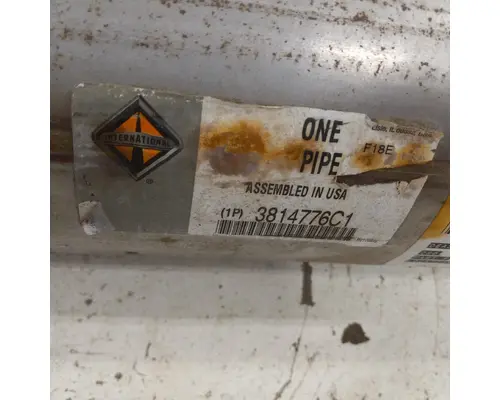 INTERNATIONAL
®
ONE
F18E
PIPE
ASSEMBLED IN USA
(1P) 3814776C1